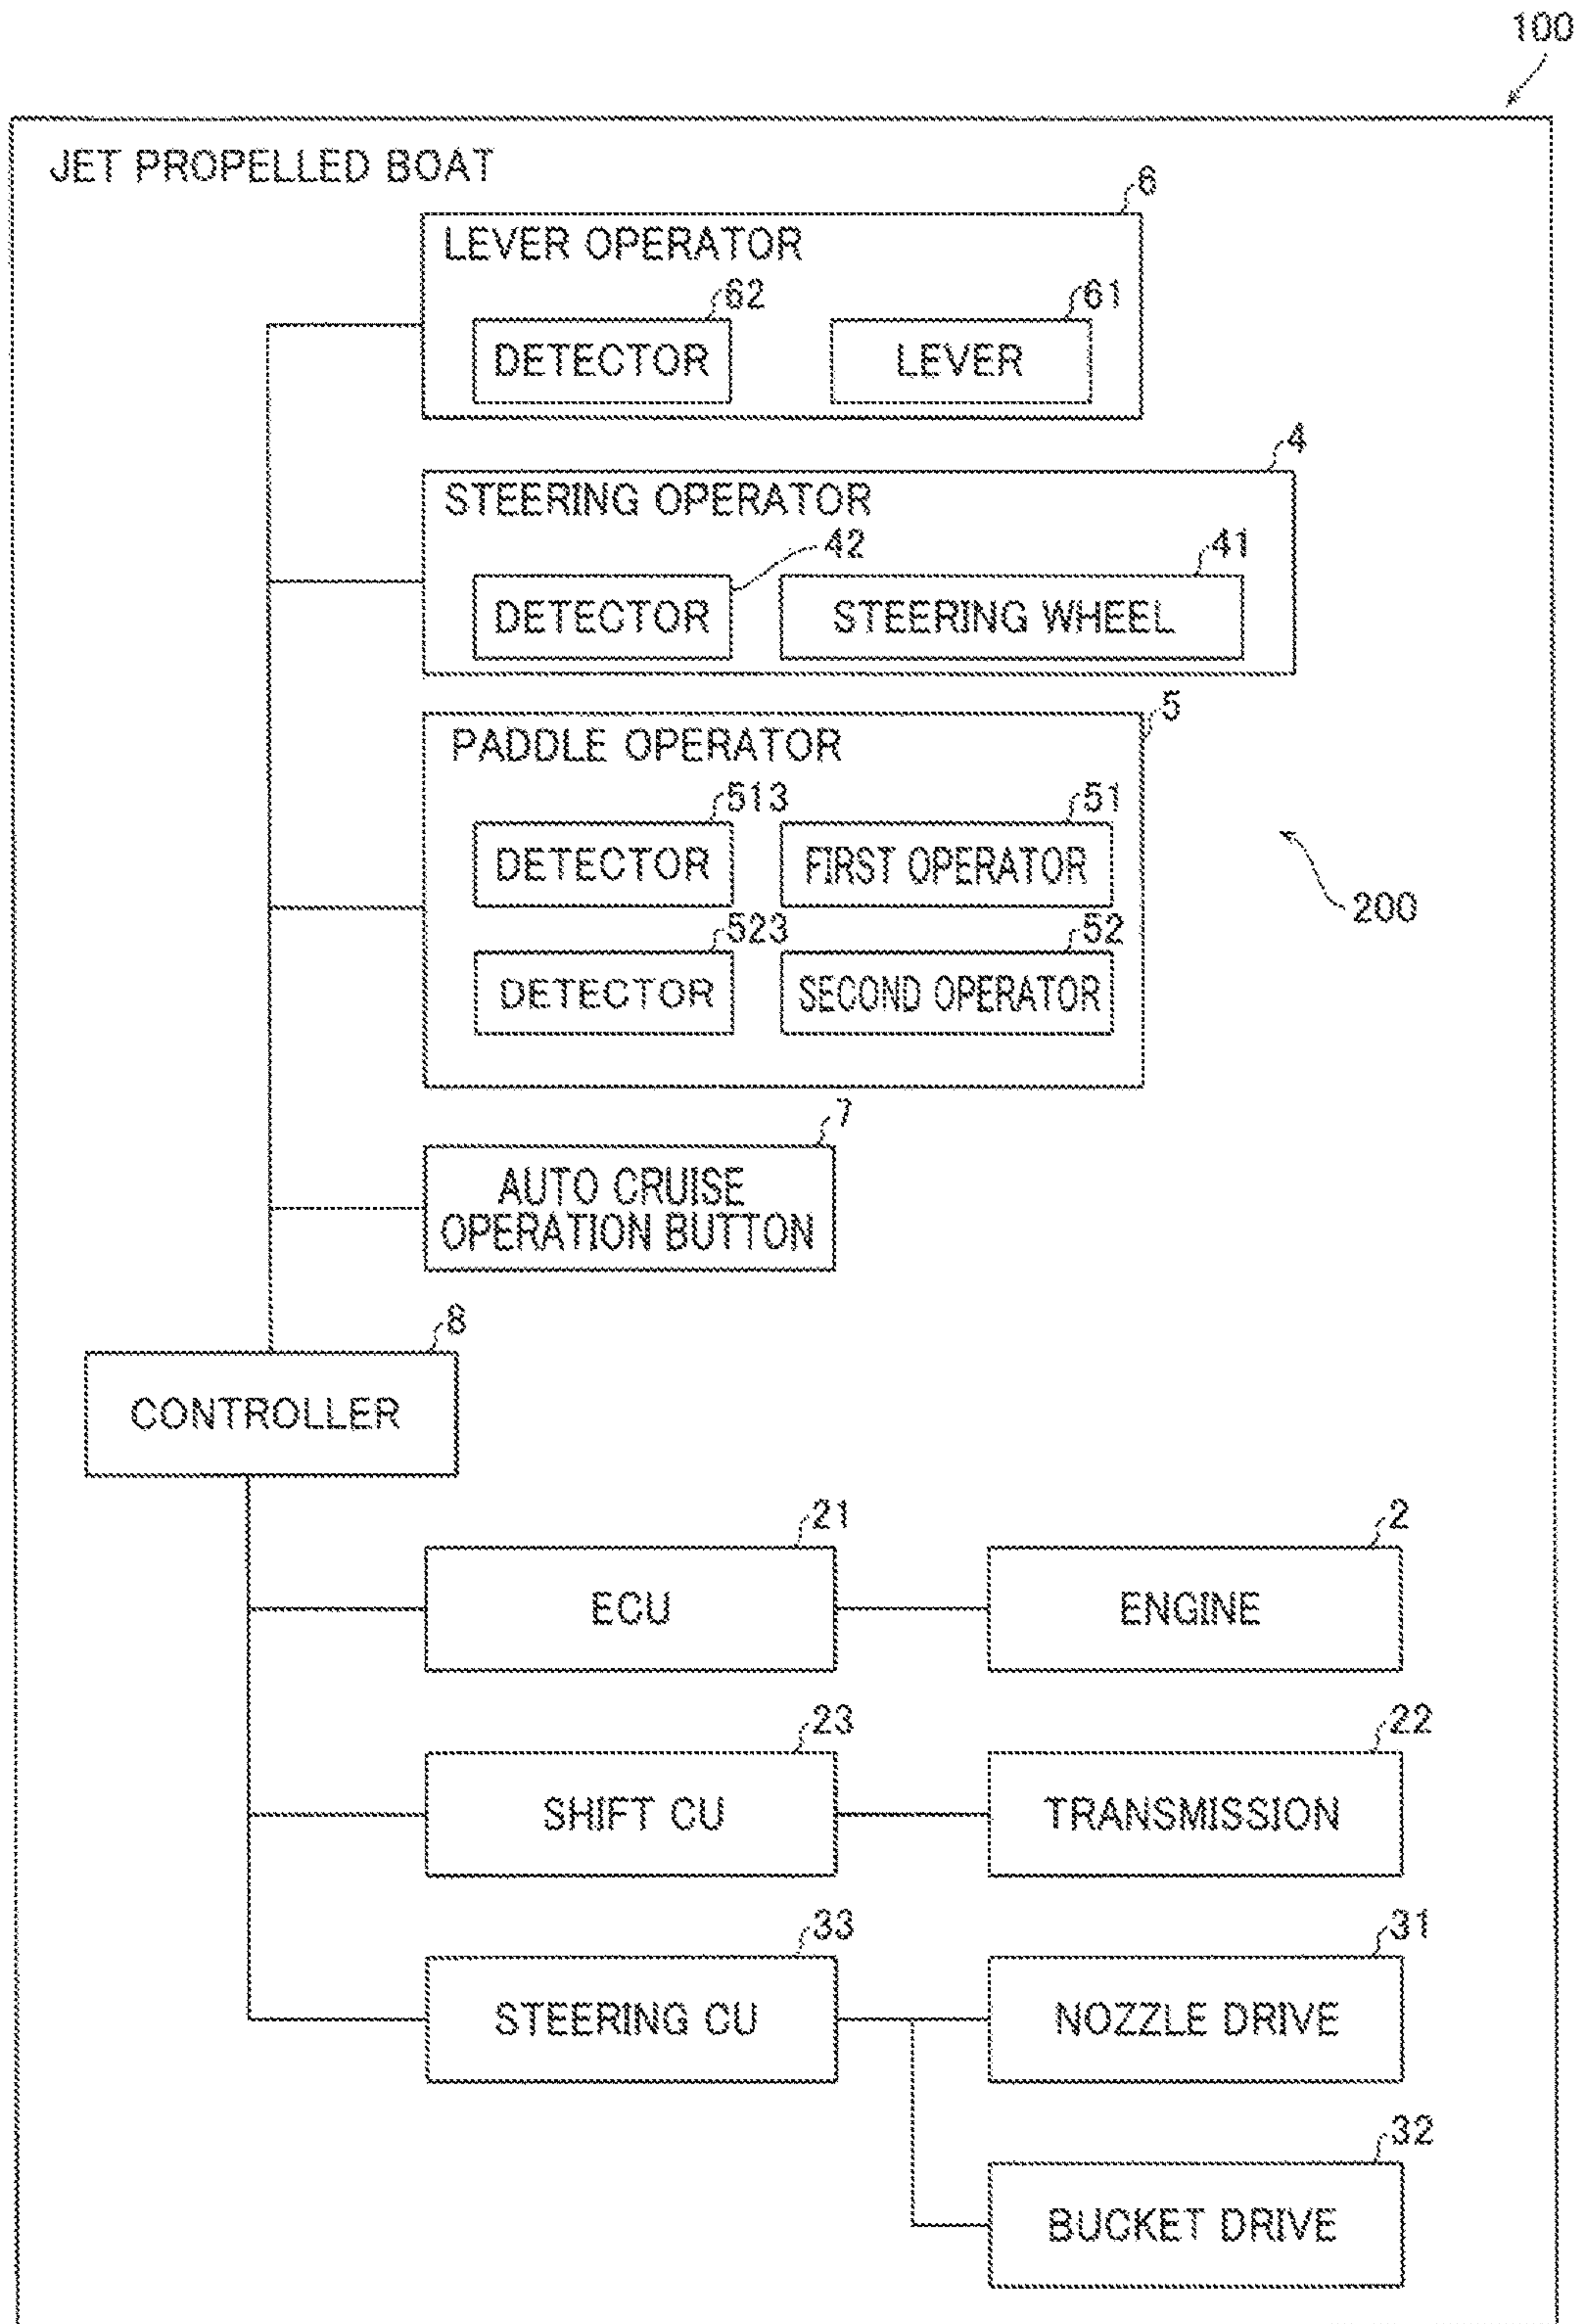 100
JET PROPELLED BOAT
6
LEVER OPERATOR
62
61
DETECTOR
LEVER
4
STEERING OPERATOR
42
41
DETECTOR
STEERING WHEEL
5
PADDLE OPERATOR
513
51
DETECTOR
FIRST OPERATOR
200
523
52
DETECTOR
SECOND OPERATOR
7
AUTO CRUISE
OPERATION BUTTON
8
CONTROLLER
21
2
ECU
ENGINE
23
22
SHIFT CU
TRANSMISSION
33
31
STEERING CU
NOZZLE DRIVE
32
BUCKET DRIVE